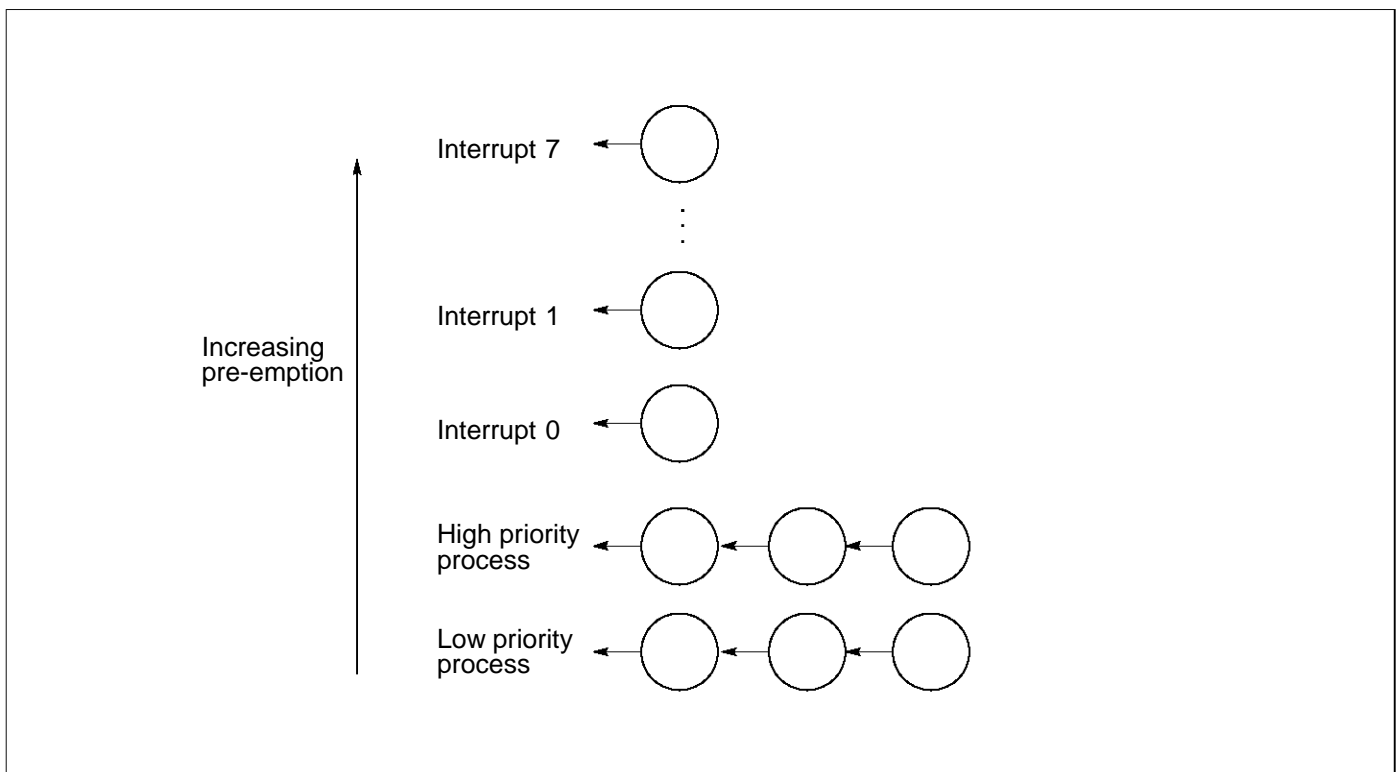 Interrupt 7
Interrupt 1
Increasing
pre-emption
Interrupt 0
High priority
process
Low priority
process